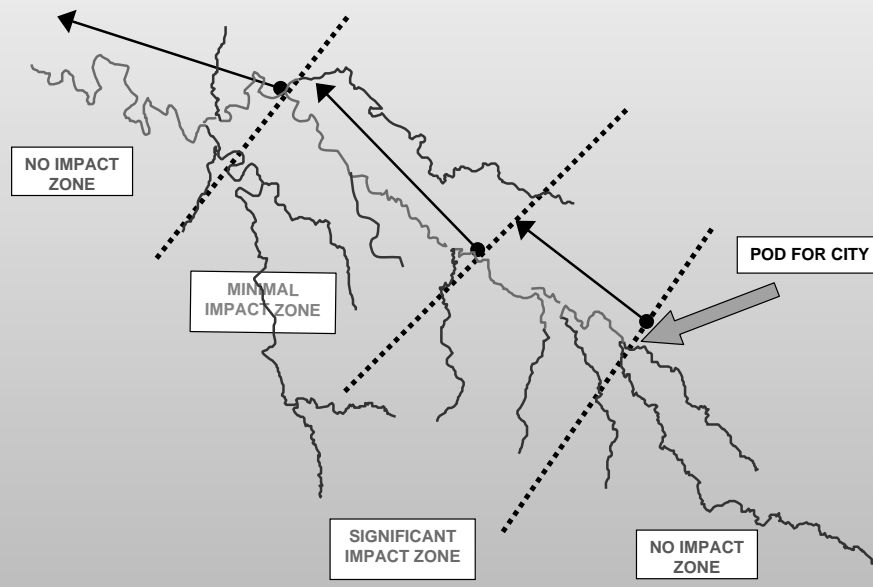 NO IMPACT
ZONE
POD FOR CITY
MINIMAL
IMPACT ZONE
SIGNIFICANT
IMPACT ZONE
NO IMPACT
ZONE